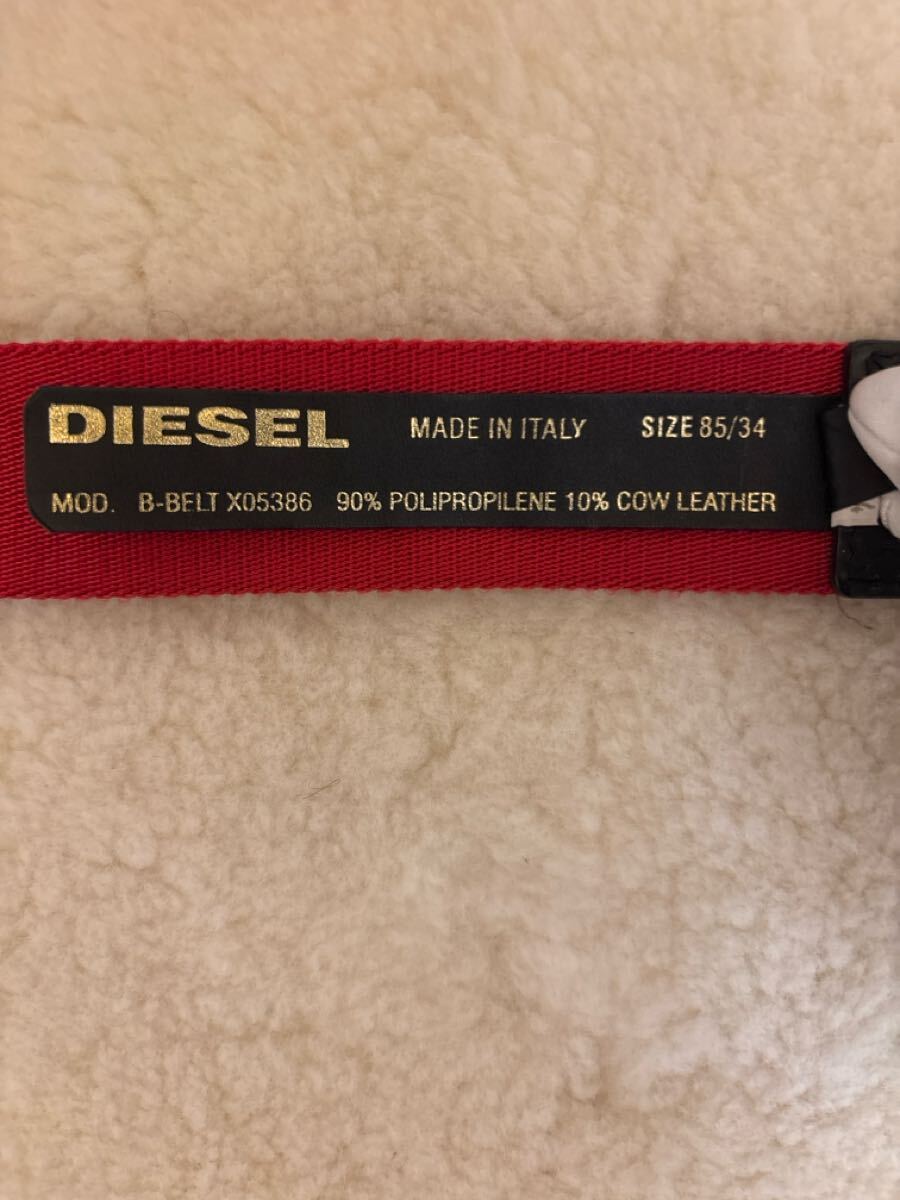 DIESEL MADE IN ITALY SIZE 85/34
MOD. B-BELT X05386 90% POLIPROPILENE 10% COW LEATHER